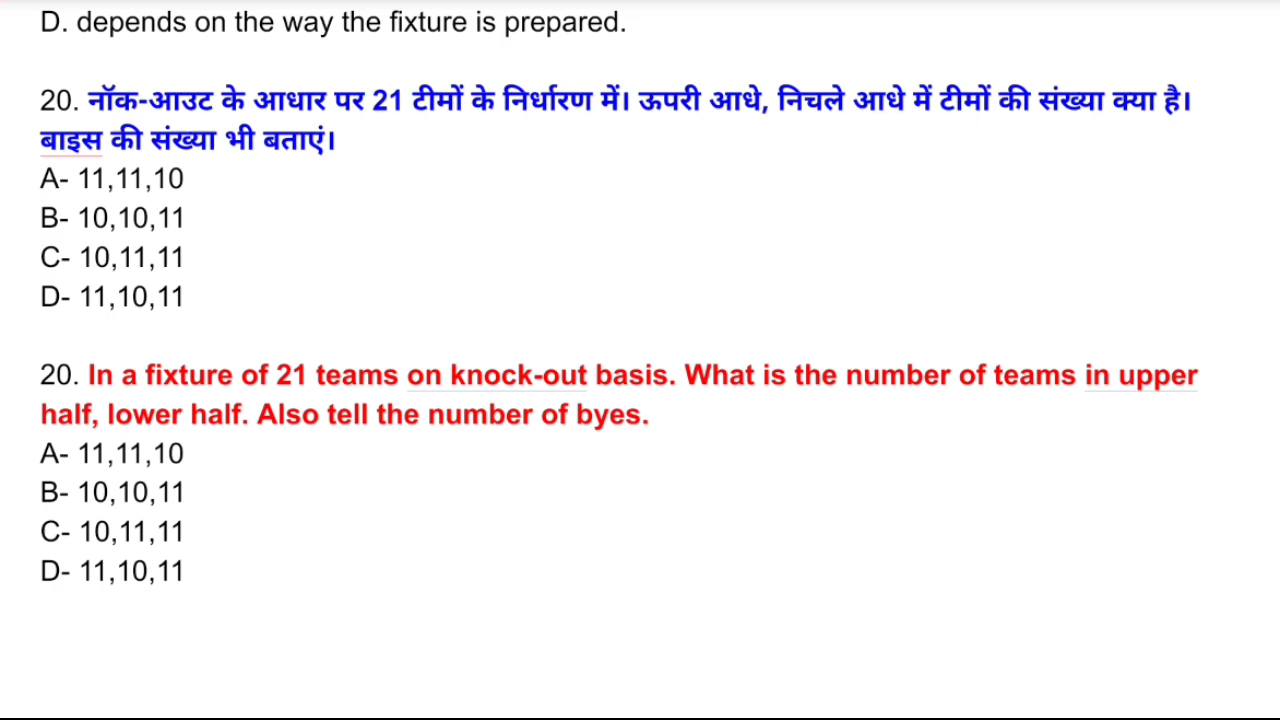 D. depends on the way the fixture is prepared.
20. नॉक-आउट के आधार पर 21 टीमों के निर्धारण में। ऊपरी आधे, निचले आधे में टीमों की संख्या क्या है।
बाइस की संख्या भी बताएं।
A- 11,11,10
B- 10,10,11
C- 10,11,11
D- 11,10,11
20. In a fixture of 21 teams on knock-out basis. What is the number of teams in upper
half, lower half. Also tell the number of byes.
A- 11,11,10
B- 10,10,11
C- 10,11,11
D- 11,10,11